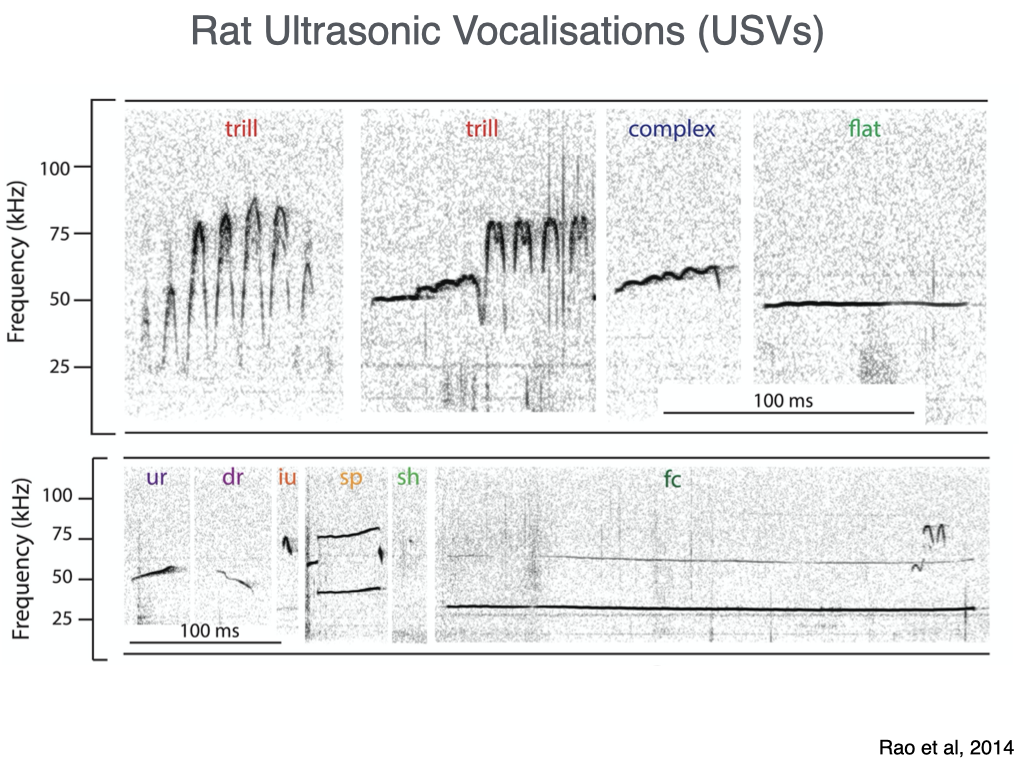 Rat Ultrasonic Vocalisations (USVs)
trill
trill
complex
flat
Frequency (kHz)
100
75
50
25
100 ms
ur
dr
iu
sp
sh
fc
Frequency (kHz)
100
75
50
25
100 ms
Rao et al, 2014